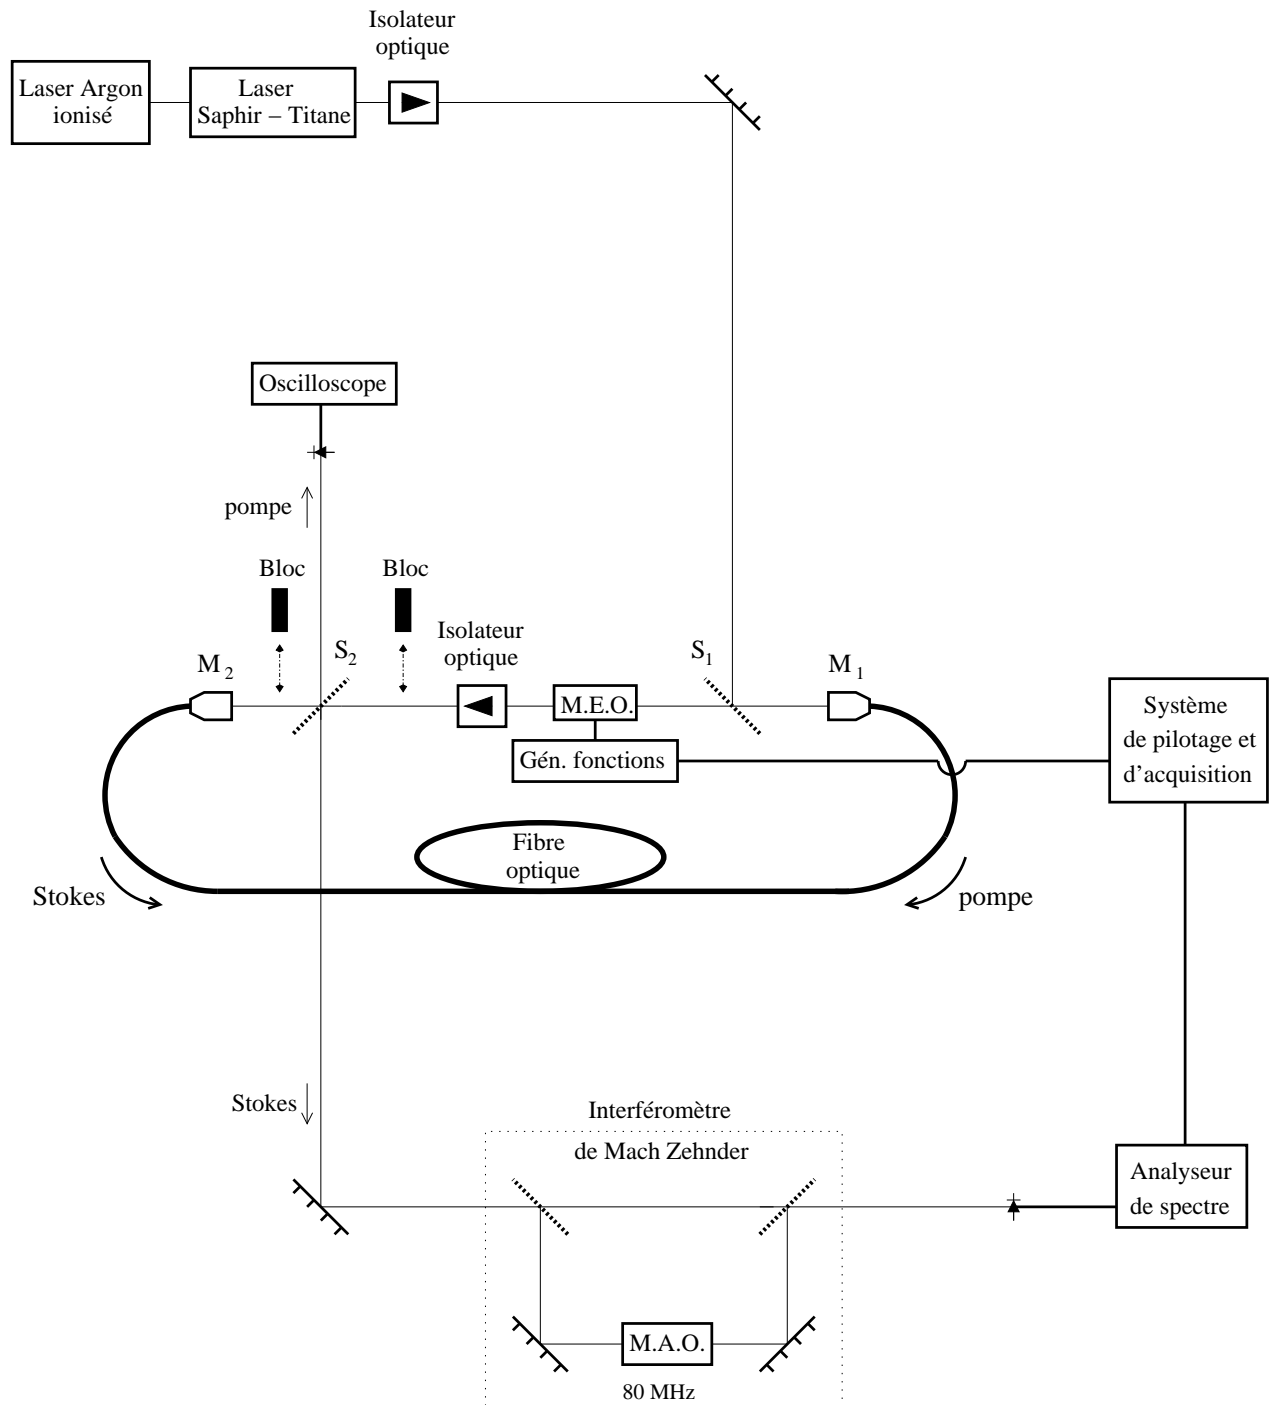 Isolateur
optique
Laser Argon
ionisé
Laser
Saphir – Titane
Oscilloscope
pompe
Bloc
Bloc
Isolateur
optique
M 2
S2
S1
M 1
M.E.O.
Gén. fonctions
Système
de pilotage et
d’acquisition
Fibre
optique
Stokes
pompe
Stokes
Interféromètre
de Mach Zehnder
Analyseur
de spectre
M.A.O.
80 MHz